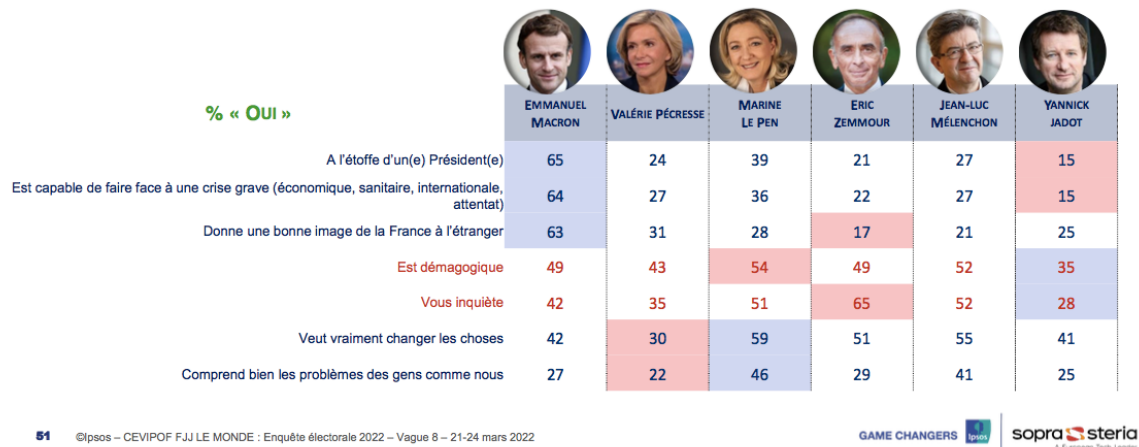 % « OUI »
EMMANUEL MACRON
VALÉRIE PÉCRESSE
MARINE LE PEN
ERIC ZEMMOUR
JEAN-LUC MÉLENCHON
YANNICK JADOT
A l'étoffe d'un(e) Président(e) 65 24 39 21 27 15
Est capable de faire face à une crise grave (économique, sanitaire, internationale, attentat) 64 27 36 22 27 15
Donne une bonne image de la France à l'étranger 63 31 28 17 21 25
Est démagogique 49 43 54 49 52 35
Vous inquiète 42 35 51 65 52 28
Veut vraiment changer les choses 42 30 59 51 55 41
Comprend bien les problèmes des gens comme nous 27 22 46 29 41 25
51 ©Ipsos – CEVIPOF FJJ LE MONDE : Enquête électorale 2022 – Vague 8 – 21-24 mars 2022
GAME CHANGERS Ipsos sopra steria